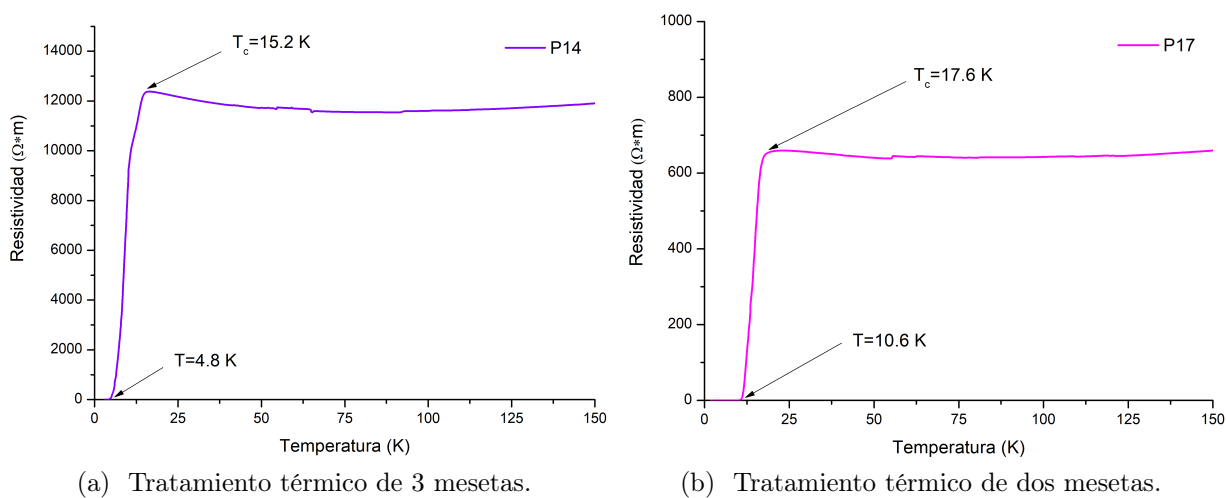 T_c=15.2 K
P14
Resistividad (Ω*m)
14000
12000
10000
8000
6000
4000
2000
0
T=4.8 K
0 25 50 75 100 125 150
Temperatura (K)
(a) Tratamiento térmico de 3 mesetas.
T_c=17.6 K
P17
Resistividad (Ω*m)
1000
800
600
400
200
0
T=10.6 K
0 25 50 75 100 125 150
Temperatura (K)
(b) Tratamiento térmico de dos mesetas.